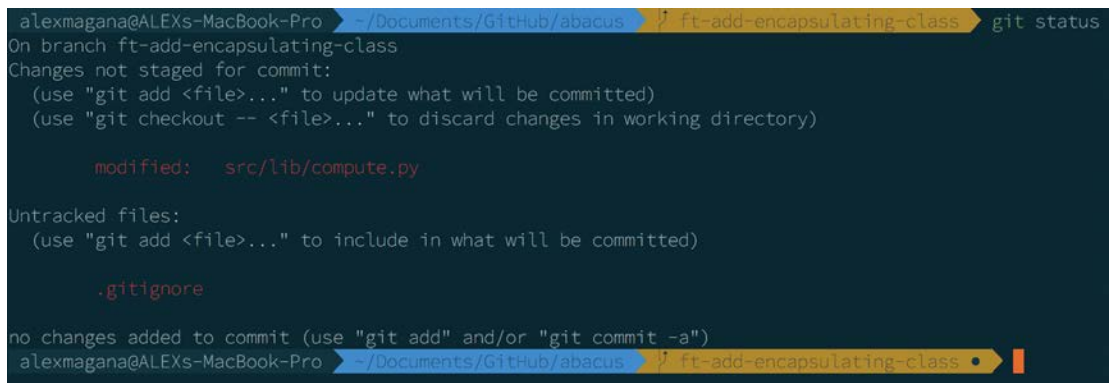 alexmagana@ALEXs-MacBook-Pro ~/Documents/GitHub/abacus ft-add-encapsulating-class git status
On branch ft-add-encapsulating-class
Changes not staged for commit:
  (use "git add <file>..." to update what will be committed)
  (use "git checkout -- <file>..." to discard changes in working directory)
modified:   src/lib/compute.py
Untracked files:
  (use "git add <file>..." to include in what will be committed)
.gitignore
no changes added to commit (use "git add" and/or "git commit -a")
alexmagana@ALEXs-MacBook-Pro ~/Documents/GitHub/abacus ft-add-encapsulating-class ●